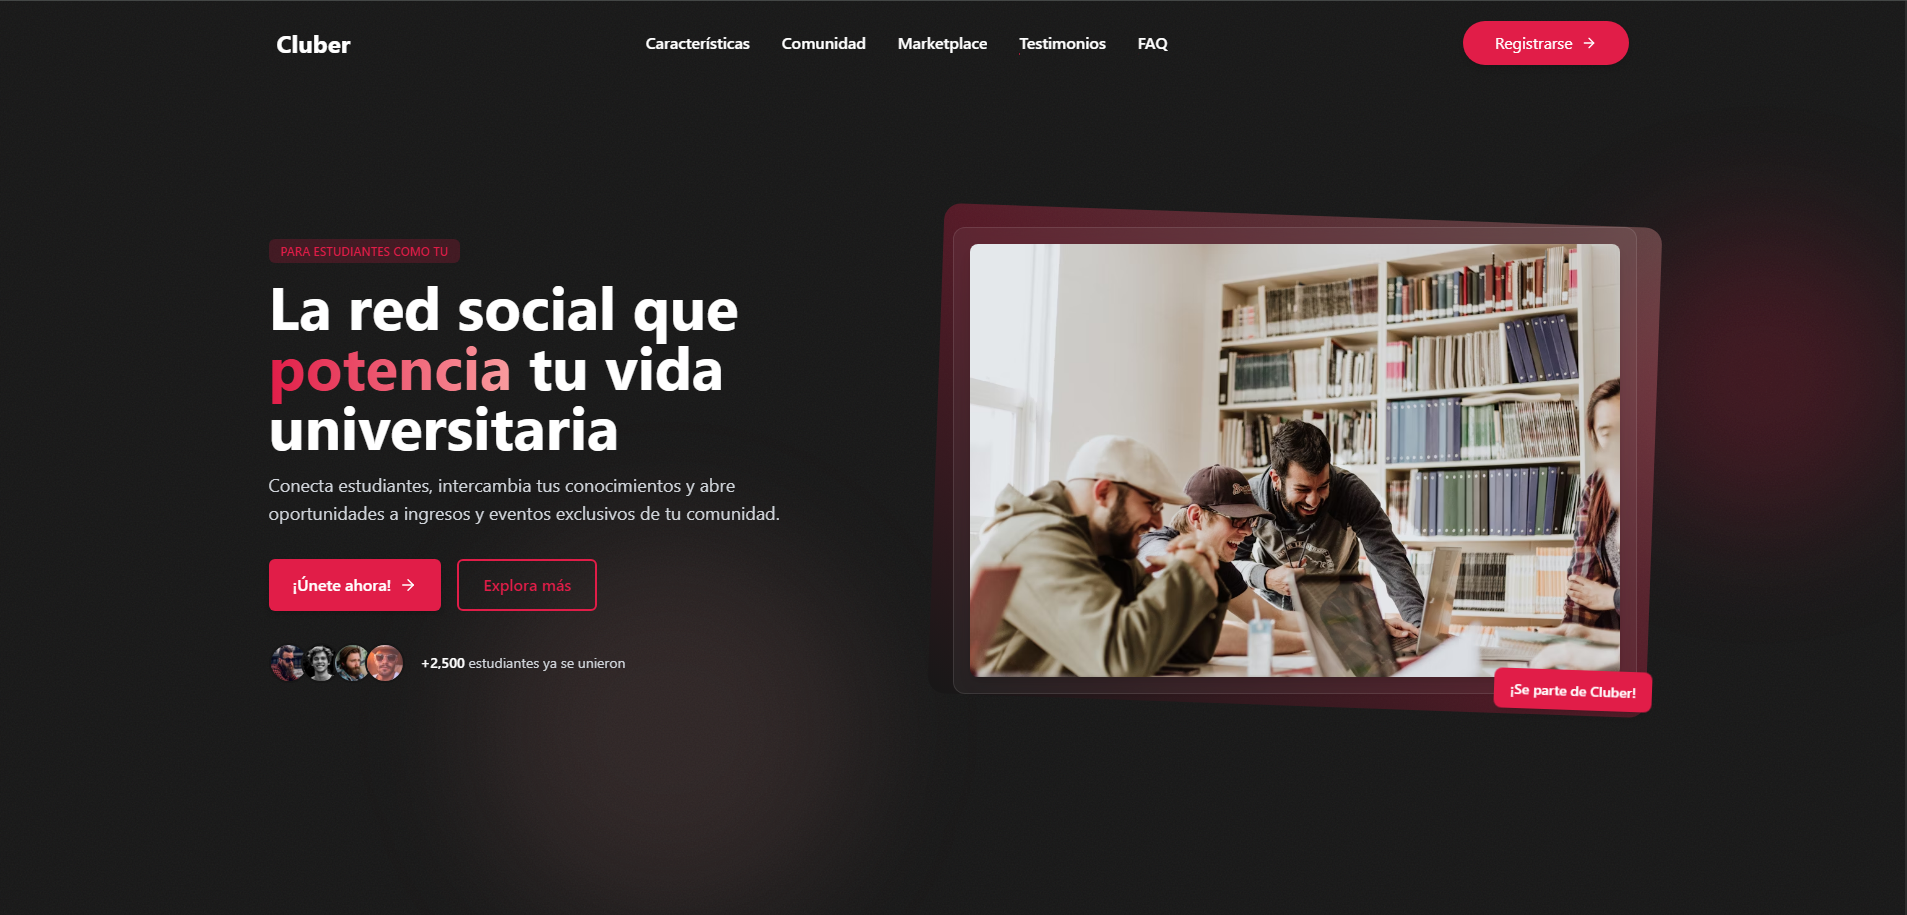 Cluber
Características
Comunidad
Marketplace
Testimonios
FAQ
Registrarse
PARA ESTUDIANTES COMO TU
La red social que
potencia tu vida
universitaria
Conecta estudiantes, intercambia tus conocimientos y abre
oportunidades a ingresos y eventos exclusivos de tu comunidad.
¡Únete ahora!
Explora más
+2,500 estudiantes ya se unieron
¡Se parte de Cluber!